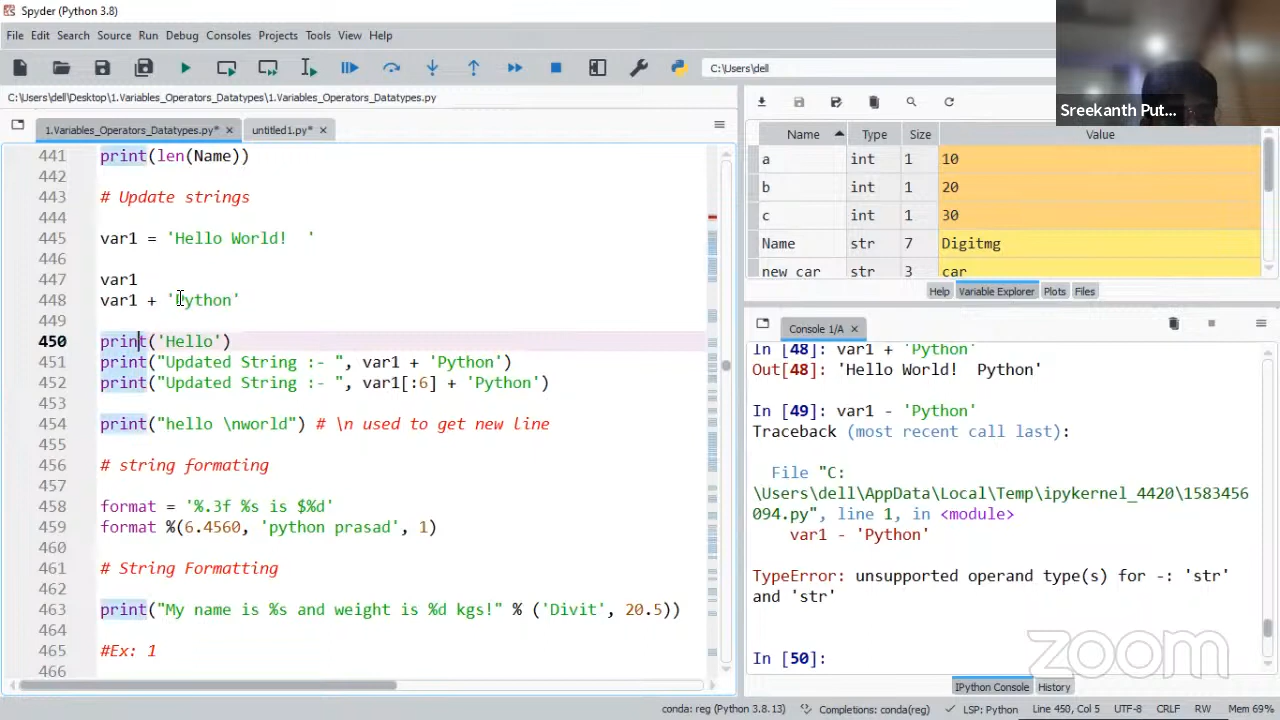 Spyder (Python 3.8)
File Edit Search Source Run Debug Consoles Projects Tools View Help
C:\Users\dell
Sreekanth Put...
C:\Users\dell\Desktop\1.Variables_Operators_Datatypes\1.Variables_Operators_Datatypes.py
1.Variables_Operators_Datatypes.py* untitled1.py*
441 print(len(Name))
442
443 # Update strings
444
445 var1 = 'Hello World!  '
446
447 var1
448 var1 + 'Python'
449
450 print('Hello')
451 print("Updated String :- ", var1 + 'Python')
452 print("Updated String :- ", var1[:6] + 'Python')
453
454 print("hello \nworld") # \n used to get new line
455
456 # string formating
457
458 format = '%.3f %s is $%d'
459 format %(6.4560, 'python prasad', 1)
460
461 # String Formatting
462
463 print("My name is %s and weight is %d kgs!" % ('Divit', 20.5))
464
465 #Ex: 1
466
Name Type Size Value
a int 1 10
b int 1 20
c int 1 30
Name str 7 Digitmg
new car str 3 car
Help Variable Explorer Plots Files
Console 1/A
In [48]: var1 + 'Python'
Out[48]: 'Hello World!  Python'
In [49]: var1 - 'Python'
Traceback (most recent call last):
File "C:
\Users\dell\AppData\Local\Temp\ipykernel_4420\1583456
094.py", line 1, in <module>
var1 - 'Python'
TypeError: unsupported operand type(s) for -: 'str'
and 'str'
In [50]:
zoom
IPython Console History
conda: reg (Python 3.8.13) Completions: conda(reg) LSP: Python Line 450, Col 5 UTF-8 CRLF RW Mem 69%